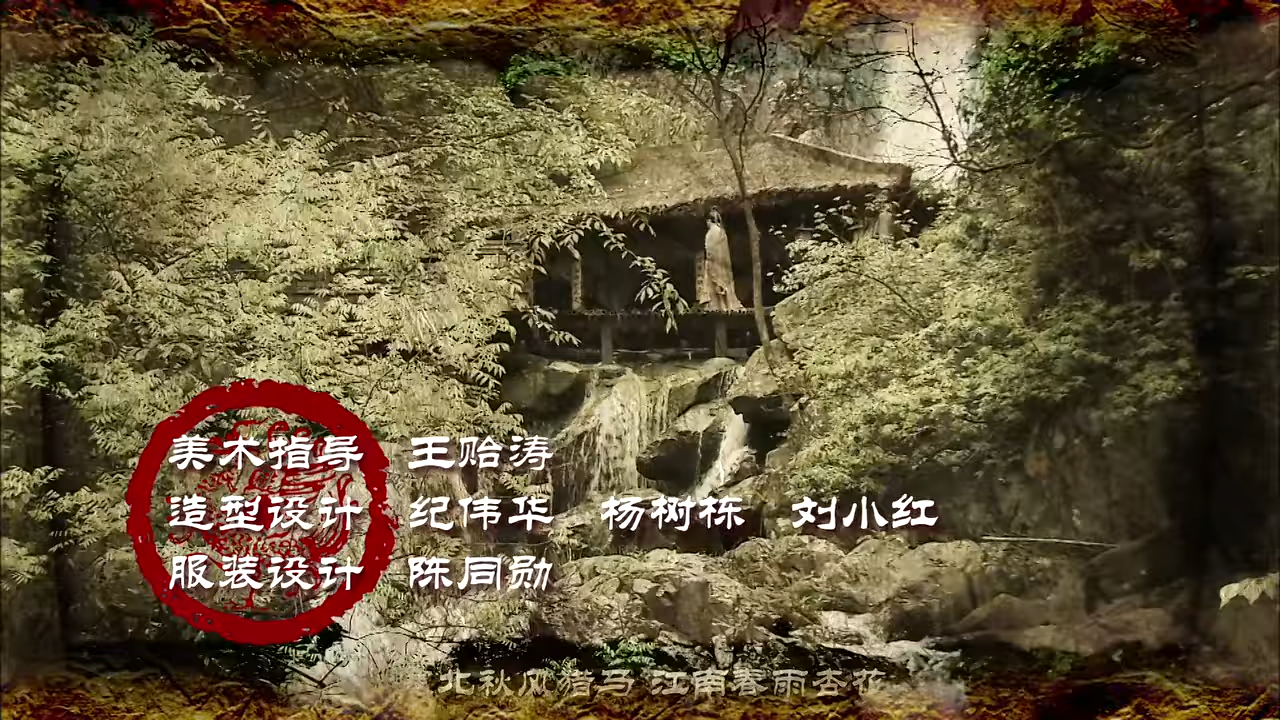 美术指导 王贻涛
造型设计 纪伟华 杨树栋 刘小红
服装设计 陈同勋
北秋风猎马 江南春雨杏花